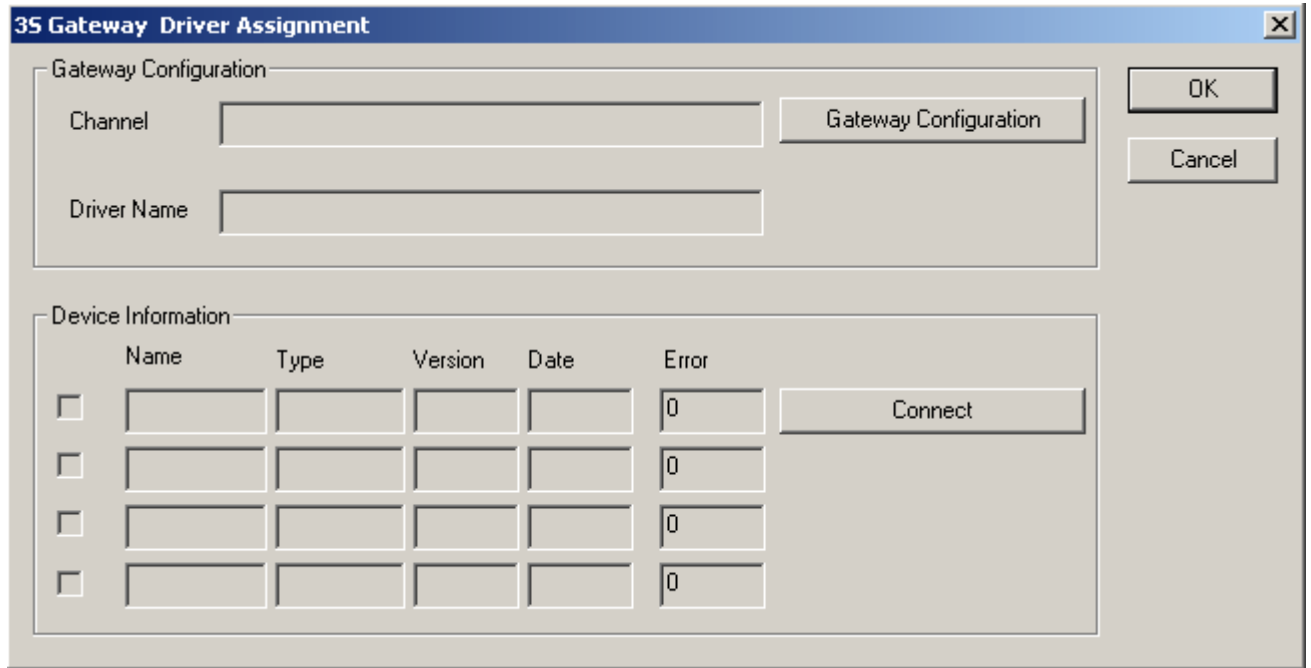 3S Gateway  Driver Assignment
Gateway Configuration
Channel
Gateway Configuration
OK
Cancel
Driver Name
Device Information
Name Type Version Date Error
0 Connect
0
0
0